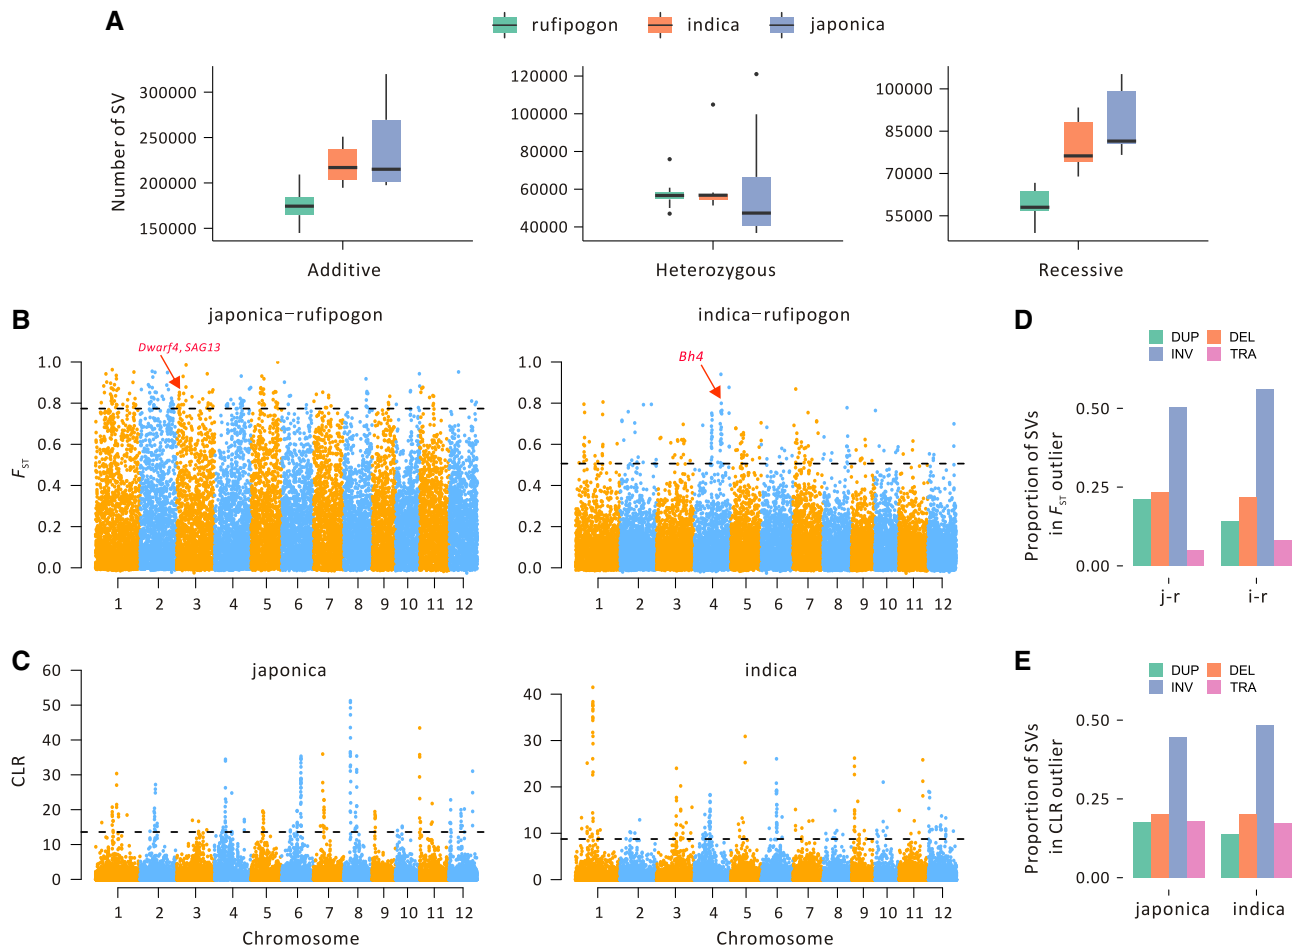 A
rufipogon indica japonica
Number of SV
300000
250000
200000
150000
Additive
120000
100000
80000
60000
40000
Heterozygous
100000
85000
70000
55000
Recessive
B
japonica−rufipogon
Dwarf4, SAG13
FST
1.0
0.8
0.6
0.4
0.2
0.0
1 2 3 4 5 6 7 8 9 10 11 12
indica−rufipogon
Bh4
1.0
0.8
0.6
0.4
0.2
0.0
1 2 3 4 5 6 7 8 9 10 11 12
D
DUP DEL
INV TRA
Proportion of SVs
in FST outlier
0.50
0.25
0.00
j-r i-r
C
japonica
CLR
60
50
40
30
20
10
0
1 2 3 4 5 6 7 8 9 10 11 12
Chromosome
indica
40
30
20
10
0
1 2 3 4 5 6 7 8 9 10 11 12
Chromosome
E
DUP DEL
INV TRA
Proportion of SVs
in CLR outlier
0.50
0.25
0.00
japonica indica